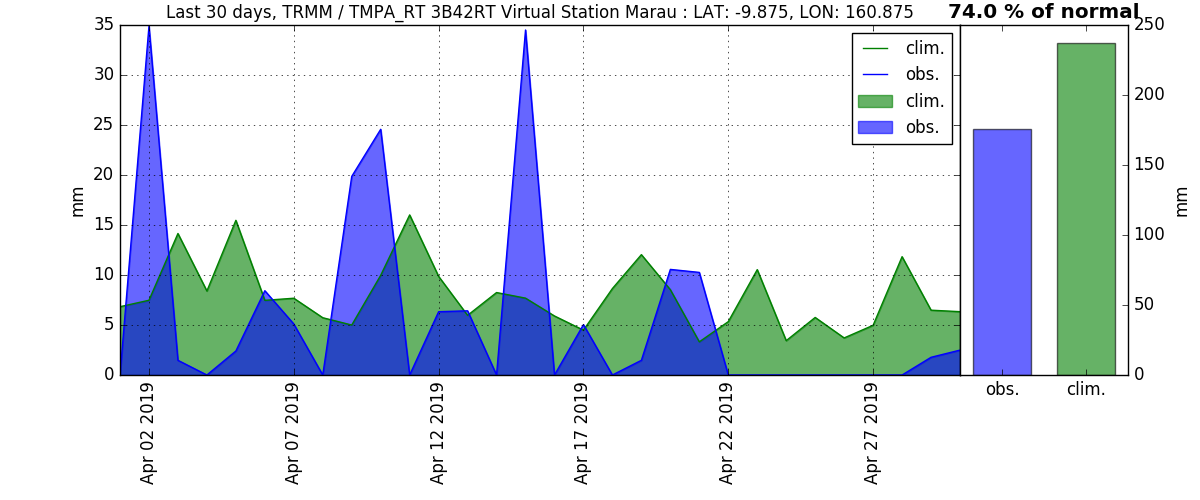 Last 30 days, TRMM / TMPA_RT 3B42RT Virtual Station Marau : LAT: -9.875, LON: 160.875
74.0 % of normal
35
30
25
20
15
10
5
0
mm
clim.
obs.
clim.
obs.
Apr 02 2019
Apr 07 2019
Apr 12 2019
Apr 17 2019
Apr 22 2019
Apr 27 2019
250
200
150
100
50
0
mm
obs.
clim.